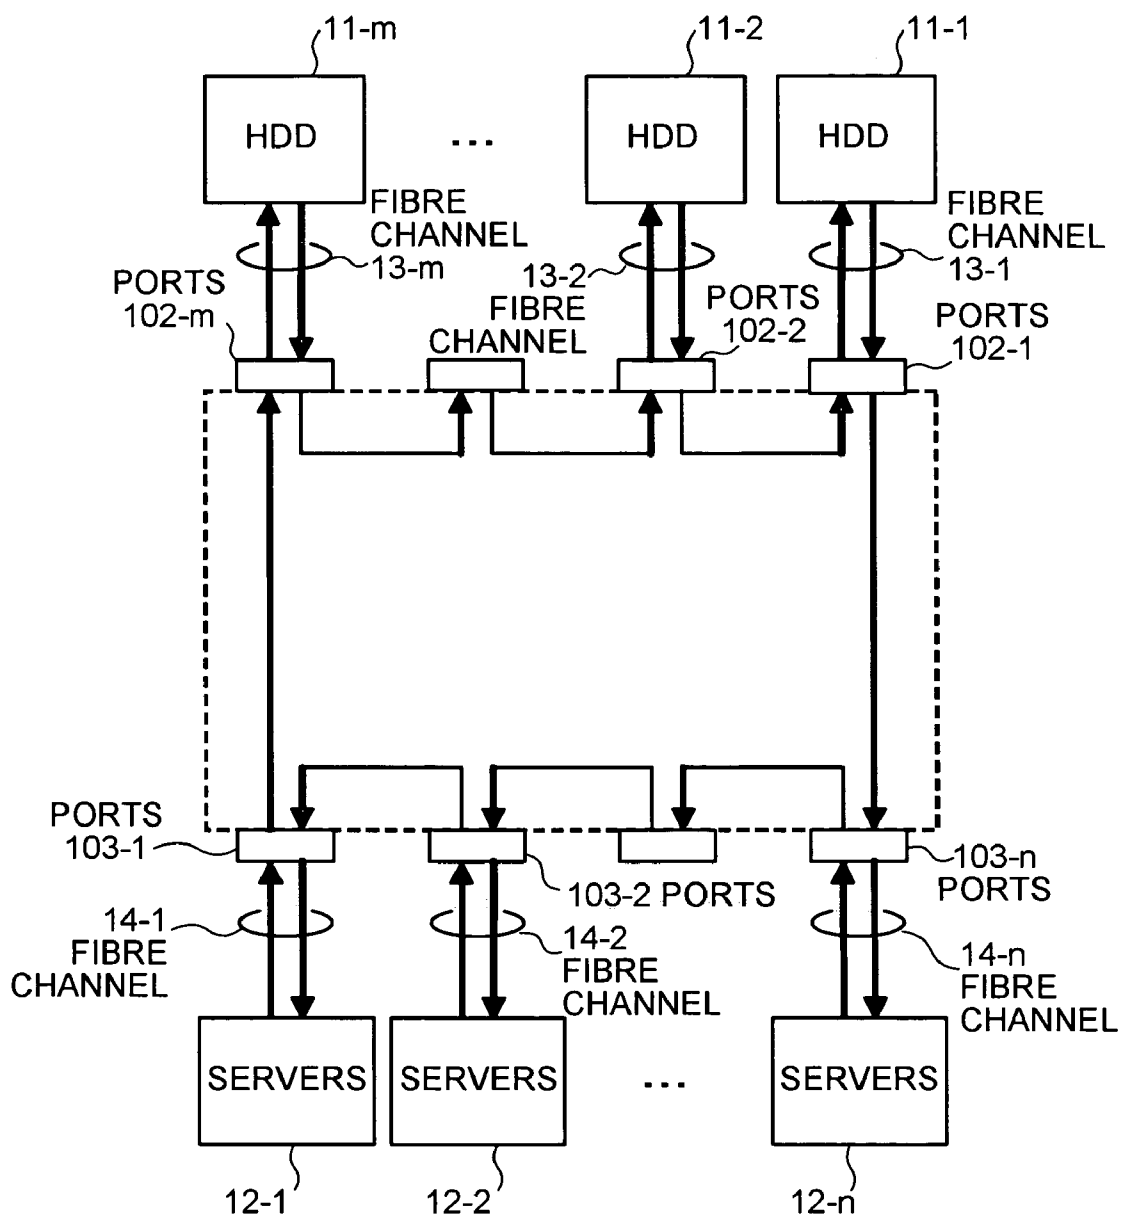 11-m
11-2
11-1
HDD
...
HDD
HDD
FIBRE
CHANNEL
13-m
13-2
FIBRE
CHANNEL
FIBRE
CHANNEL
13-1
PORTS
102-m
PORTS
102-2
PORTS
102-1
PORTS
103-1
103-2 PORTS
103-n
PORTS
14-1
FIBRE
CHANNEL
14-2
FIBRE
CHANNEL
14-n
FIBRE
CHANNEL
SERVERS
SERVERS
...
SERVERS
12-1
12-2
12-n